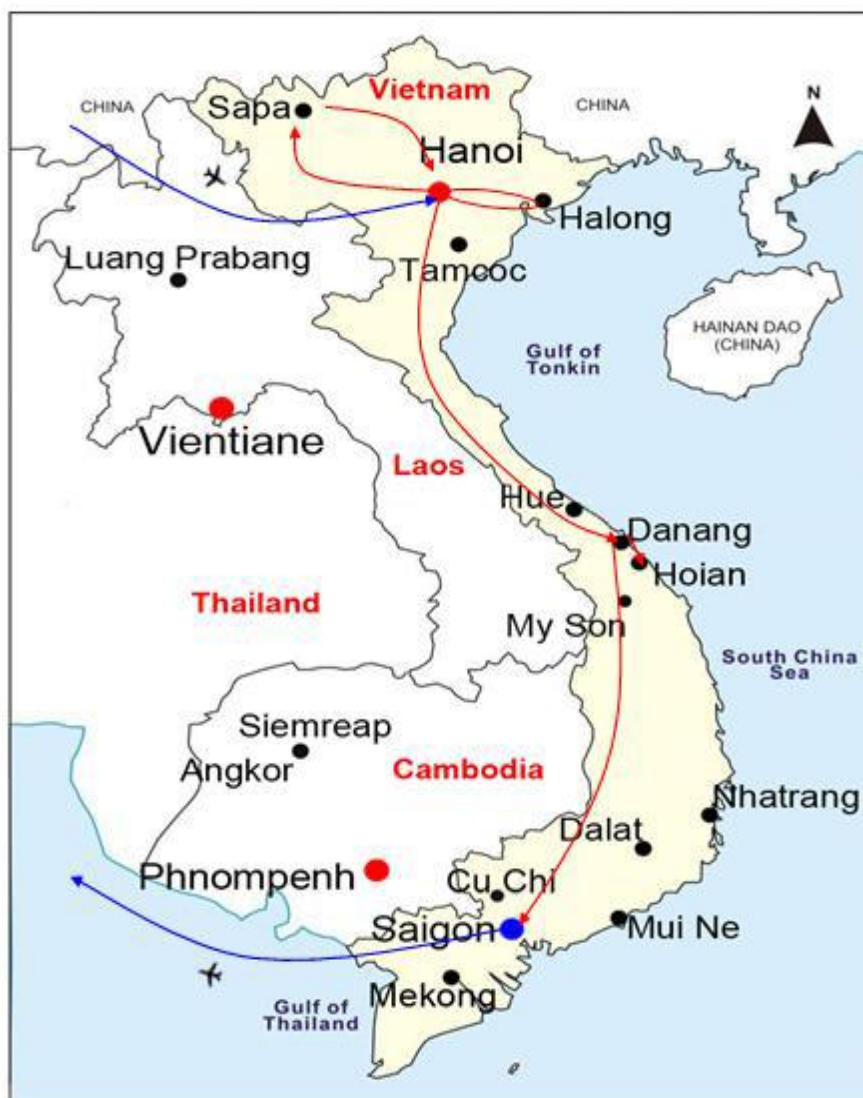 Vietnam
CHINA
CHINA
N
Sapa
Hanoi
Halong
Luang Prabang
Tamcoc
HAINAN DAO
(CHINA)
Gulf of
Tonkin
Vientiane
Laos
Hue
Danang
Hoian
Thailand
My Son
South China
Sea
Siemreap
Angkor
Cambodia
Nhatrang
Dalat
Phnompenh
Cu Chi
Saigon
Mui Ne
Mekong
Gulf of
Thailand